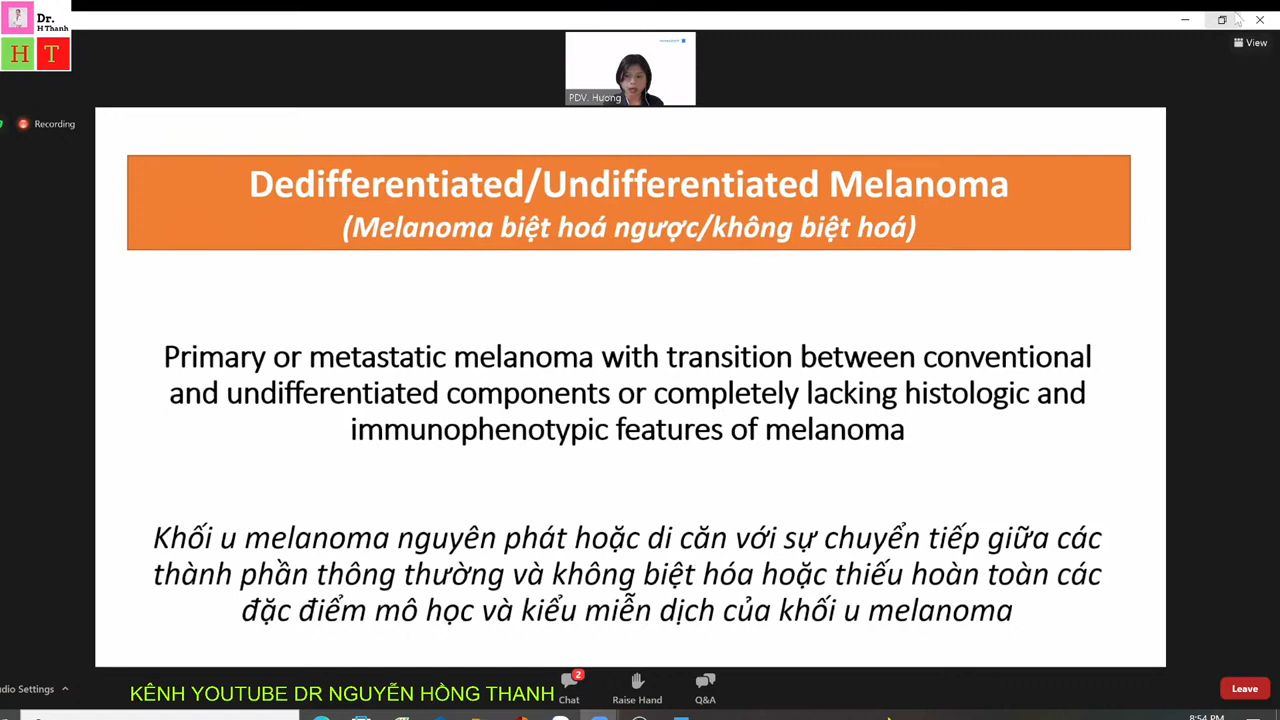 Dr.
H Thanh
H T
View
PDV. Hương
Recording
Dedifferentiated/Undifferentiated Melanoma
(Melanoma biệt hoá ngược/không biệt hoá)
Primary or metastatic melanoma with transition between conventional
and undifferentiated components or completely lacking histologic and
immunophenotypic features of melanoma
Khối u melanoma nguyên phát hoặc di căn với sự chuyển tiếp giữa các
thành phần thông thường và không biệt hóa hoặc thiếu hoàn toàn các
đặc điểm mô học và kiểu miễn dịch của khối u melanoma
dio Settings
KÊNH YOUTUBE DR NGUYỄN HỒNG THANH
2
Chat
Raise Hand
Q&A
Leave
8:54 PM